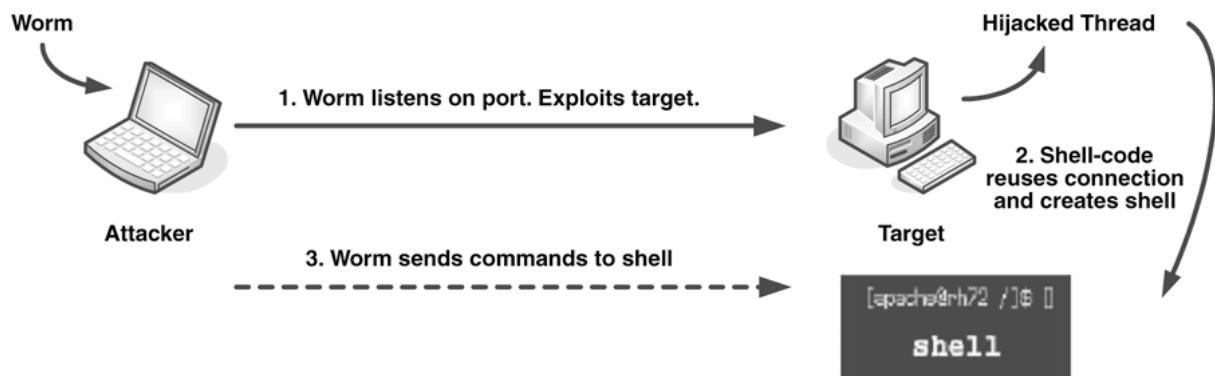 Worm
Hijacked Thread
1. Worm listens on port. Exploits target.
2. Shell-code
reuses connection
and creates shell
Attacker
Target
3. Worm sends commands to shell
[apache@rh72 /]$ []
shell